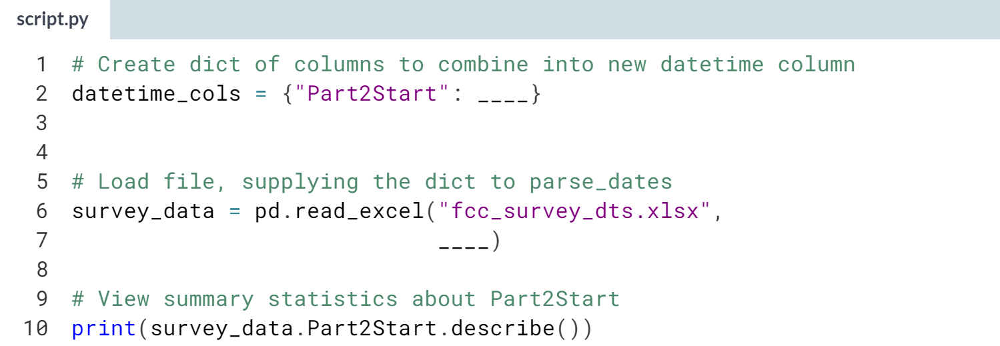 script.py
1 # Create dict of columns to combine into new datetime column
2 datetime_cols = {"Part2Start": ____}
3
4
5 # Load file, supplying the dict to parse_dates
6 survey_data = pd.read_excel("fcc_survey_dts.xlsx",
7                             ____)
8
9 # View summary statistics about Part2Start
10 print(survey_data.Part2Start.describe())